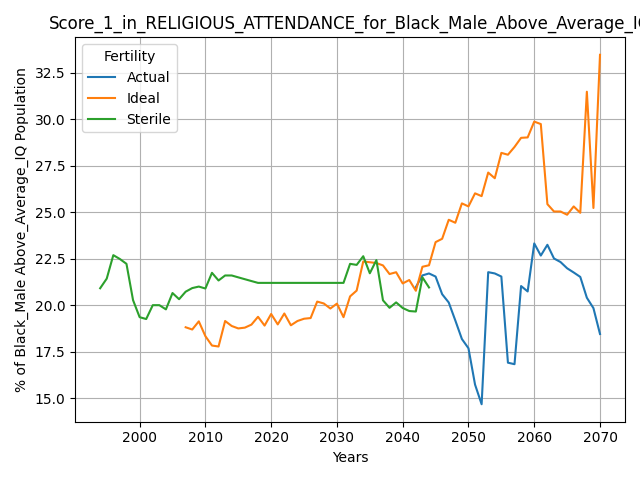 Score_1_in_RELIGIOUS_ATTENDANCE_for_Black_Male_Above_Average_IQ
% of Black_Male Above_Average_IQ Population
32.5
30.0
27.5
25.0
22.5
20.0
17.5
15.0
Fertility
Actual
Ideal
Sterile
2000
2010
2020
2030
2040
2050
2060
2070
Years